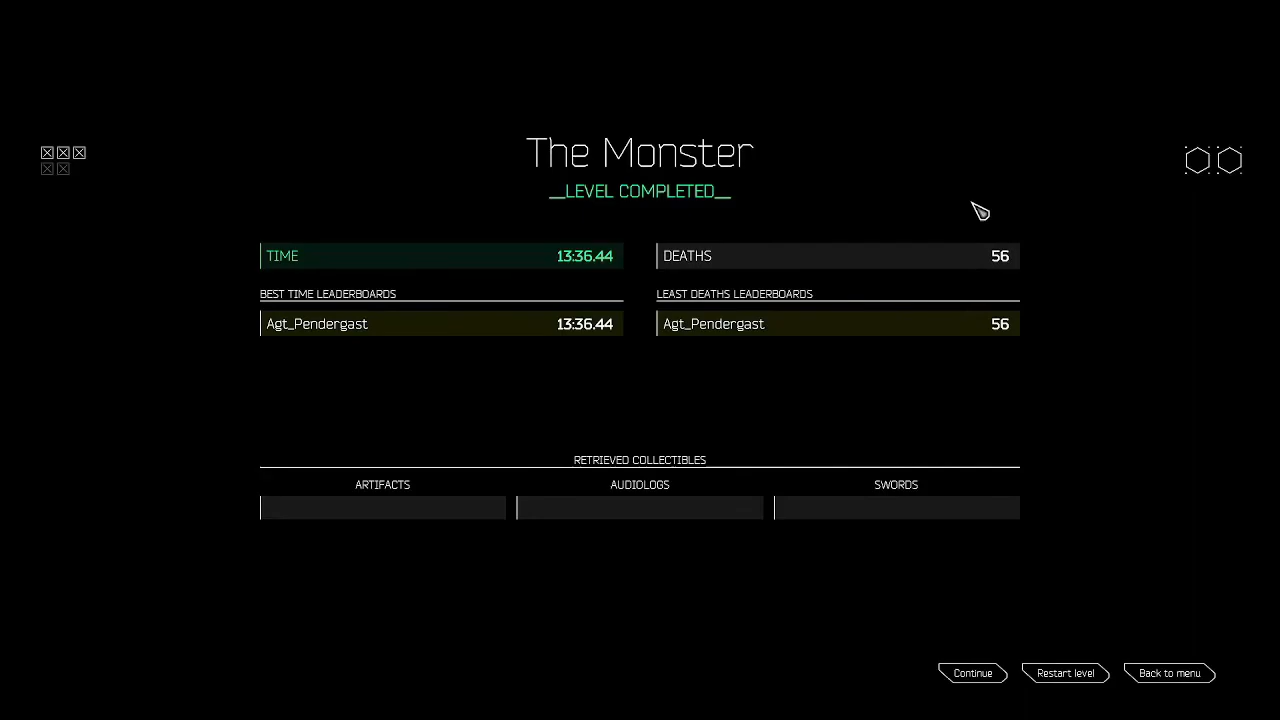 The Monster
__LEVEL COMPLETED__
TIME 13:36.44
DEATHS 56
BEST TIME LEADERBOARDS
LEAST DEATHS LEADERBOARDS
Agt_Pendergast 13:36.44
Agt_Pendergast 56
RETRIEVED COLLECTIBLES
ARTIFACTS
AUDIOLOGS
SWORDS
Continue
Restart level
Back to menu